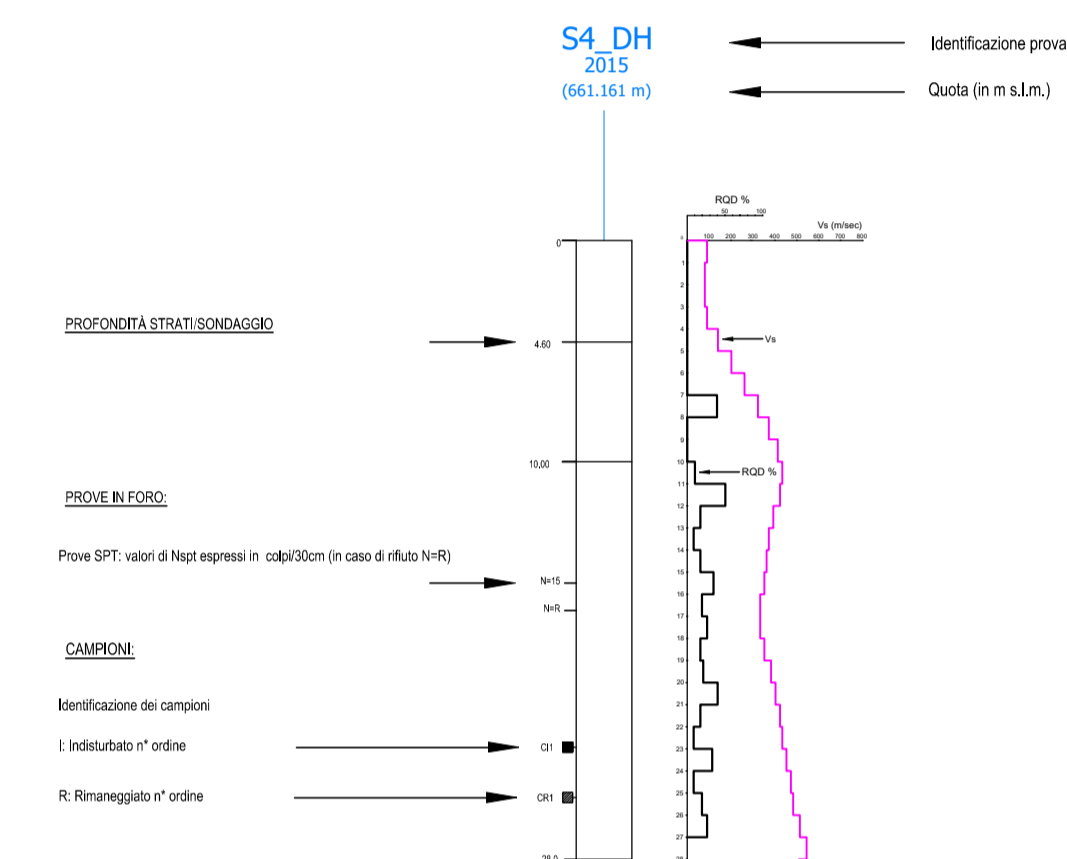 S4_DH
2015
(661.161 m)
Identificazione prova
Quota (in m s.l.m.)
RQD %
50 100
Vs (m/sec)
0 100 200 300 400 500 600 700 800
0
PROFONDITÀ STRATI/SONDAGGIO
4.60
10.00
PROVE IN FORO:
Prove SPT: valori di Nspt espressi in colpi/30cm (in caso di rifiuto N=R)
N=15
N=R
CAMPIONI:
Identificazione dei campioni
I: Indisturbato n* ordine
CI1
R: Rimaneggiato n* ordine
CR1
28.0
1
2
3
4
Vs
5
6
7
8
9
10
RQD %
11
12
13
14
15
16
17
18
19
20
21
22
23
24
25
26
27
28